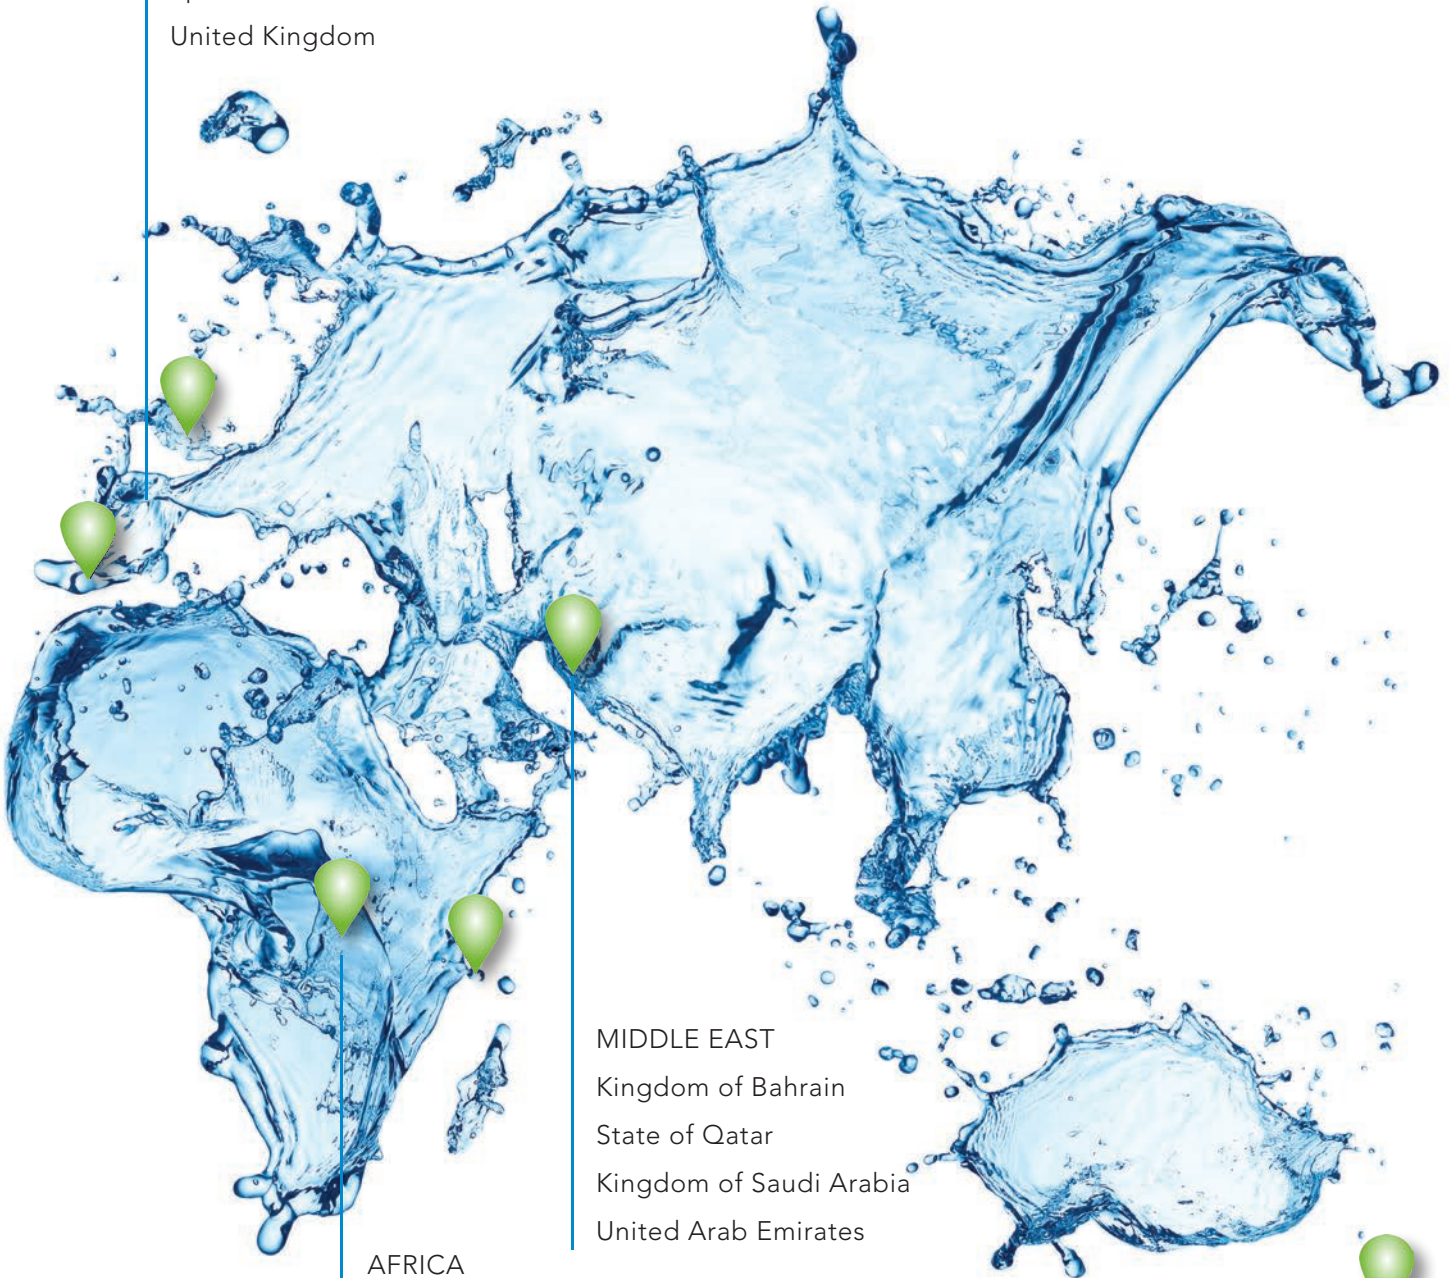 United Kingdom
MIDDLE EAST
Kingdom of Bahrain
State of Qatar
Kingdom of Saudi Arabia
United Arab Emirates
AFRICA